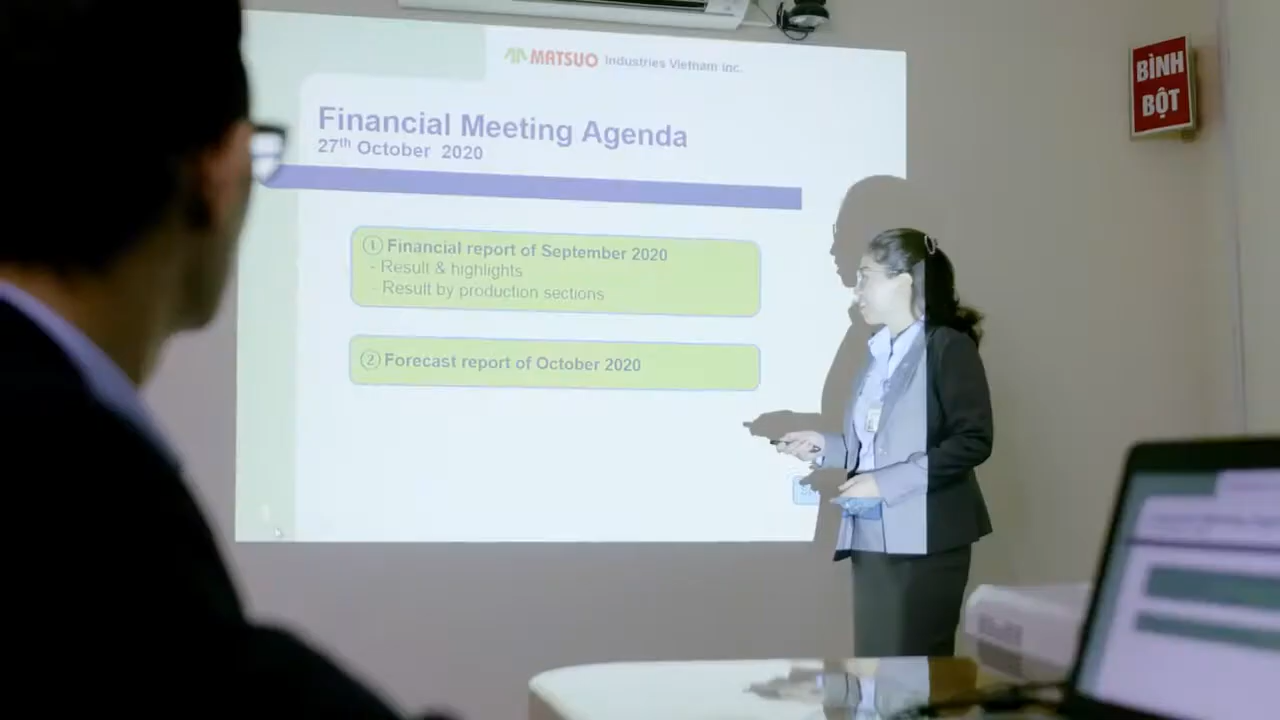 MATSUO Industries Vietnam Inc.
Financial Meeting Agenda
27th October 2020
① Financial report of September 2020
- Result & highlights
- Result by production sections
② Forecast report of October 2020
BÌNH
BỘT